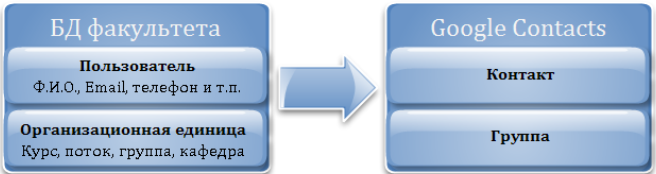 БД факультета
Пользователь
Ф.И.О., Email, телефон и т.п.
Организационная единица
Курс, поток, группа, кафедра
Google Contacts
Контакт
Группа